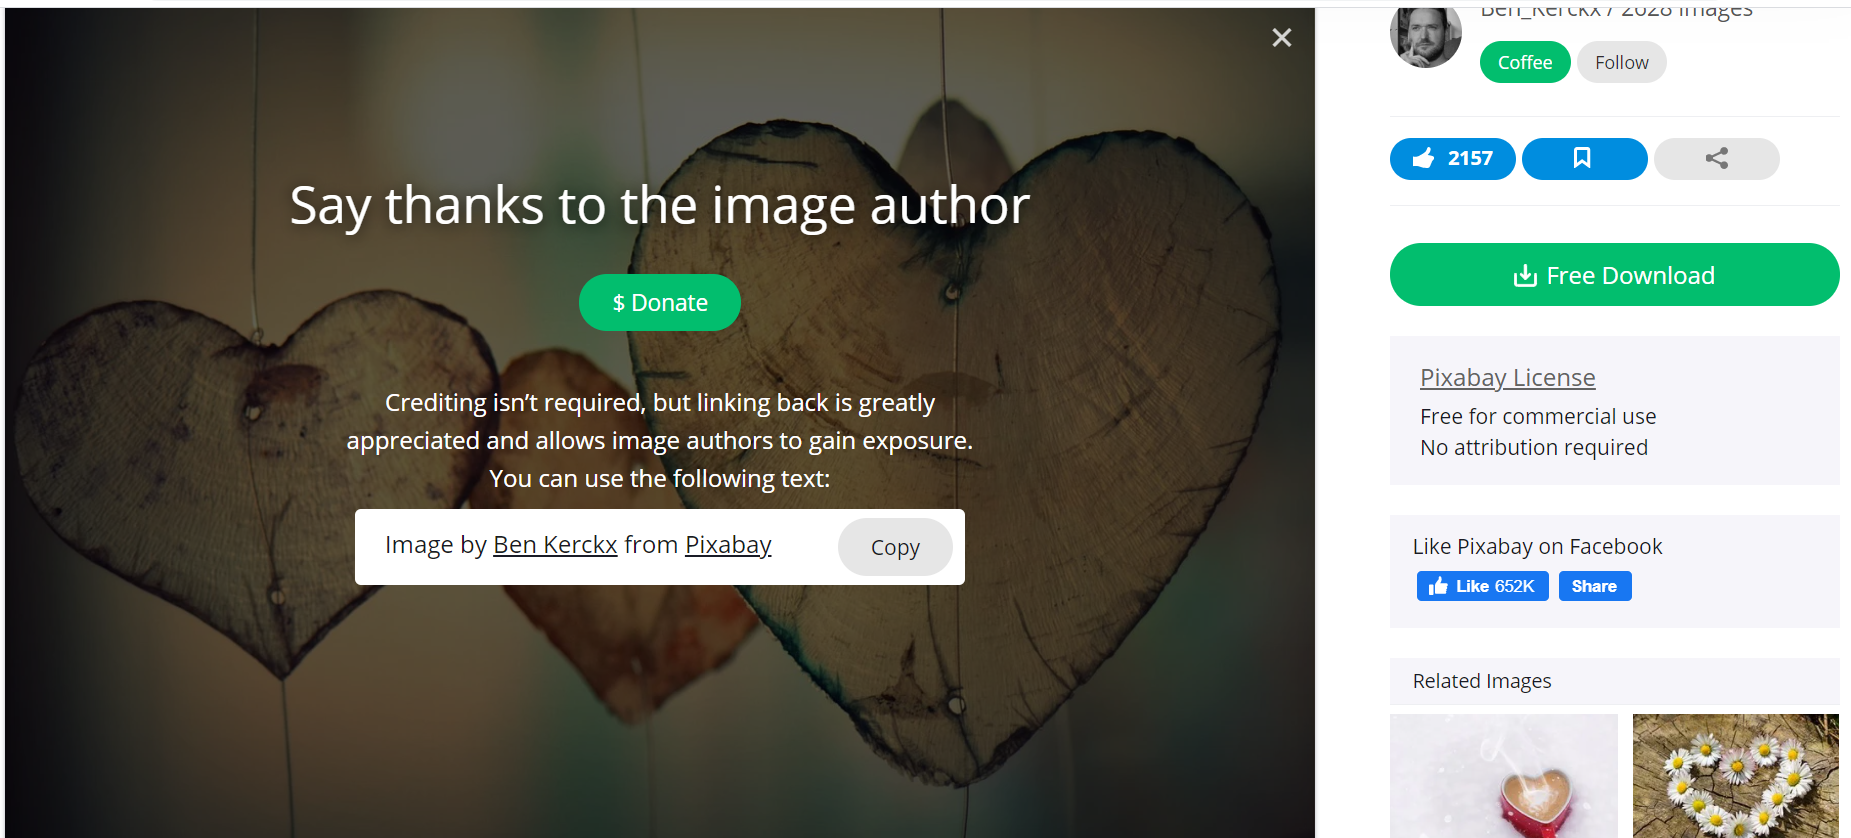 Ben_Kerckx / 2028 images
Coffee
Follow
2157
Free Download
Say thanks to the image author
$ Donate
Crediting isn’t required, but linking back is greatly
appreciated and allows image authors to gain exposure.
You can use the following text:
Image by Ben Kerckx from Pixabay
Copy
Pixabay License
Free for commercial use
No attribution required
Like Pixabay on Facebook
Like 652K
Share
Related Images